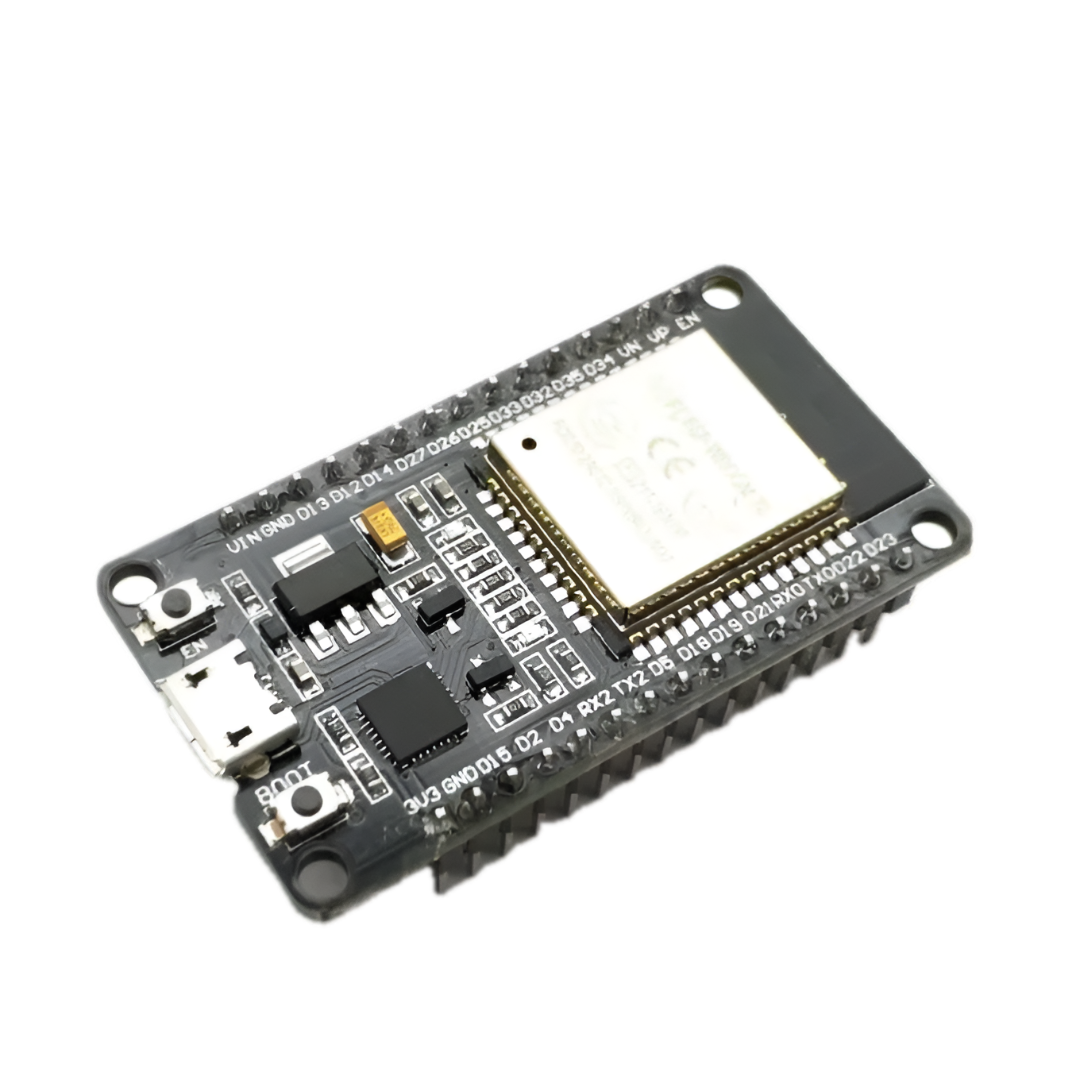 VIN GND D13 D12 D14 D27 D26 D25 D33 D32 D35 D34 VN VP EN
CE
EN
BOOT
3V3 GND D15 D2 D4 RX2 TX2 D5 D18 D19 D21 RX0 TX0 D22 D23